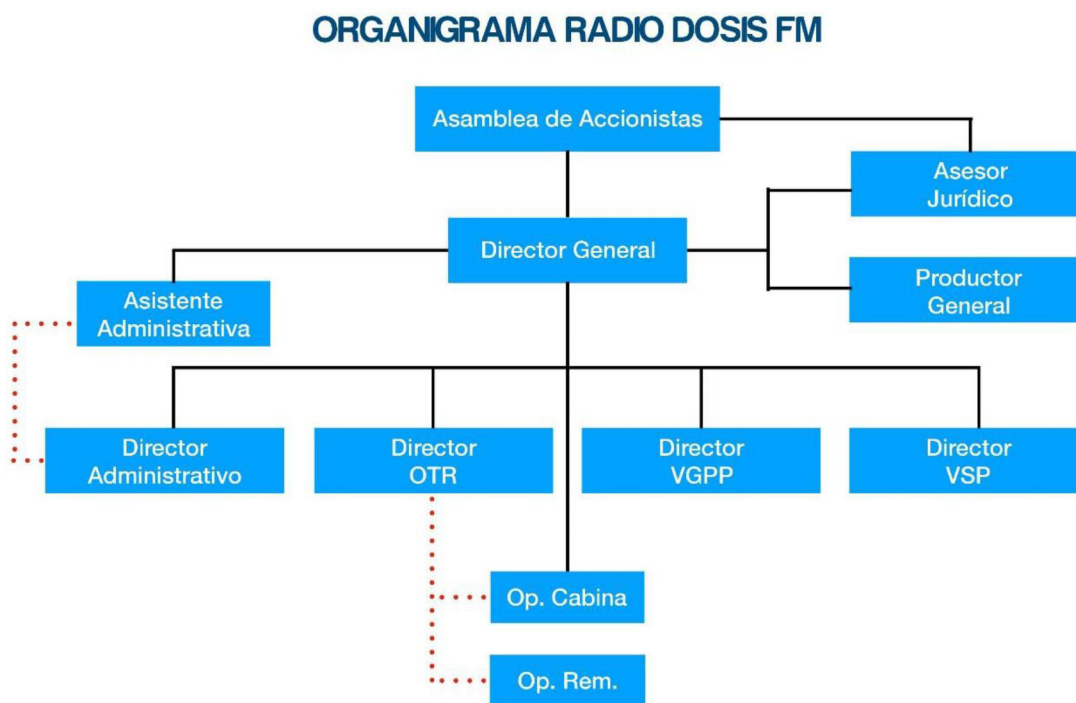 ORGANIGRAMA RADIO DOSIS FM
Asamblea de Accionistas
Asesor
Jurídico
Director General
Productor
General
Asistente
Administrativa
Director
Administrativo
Director
OTR
Director
VGPP
Director
VSP
Op. Cabina
Op. Rem.